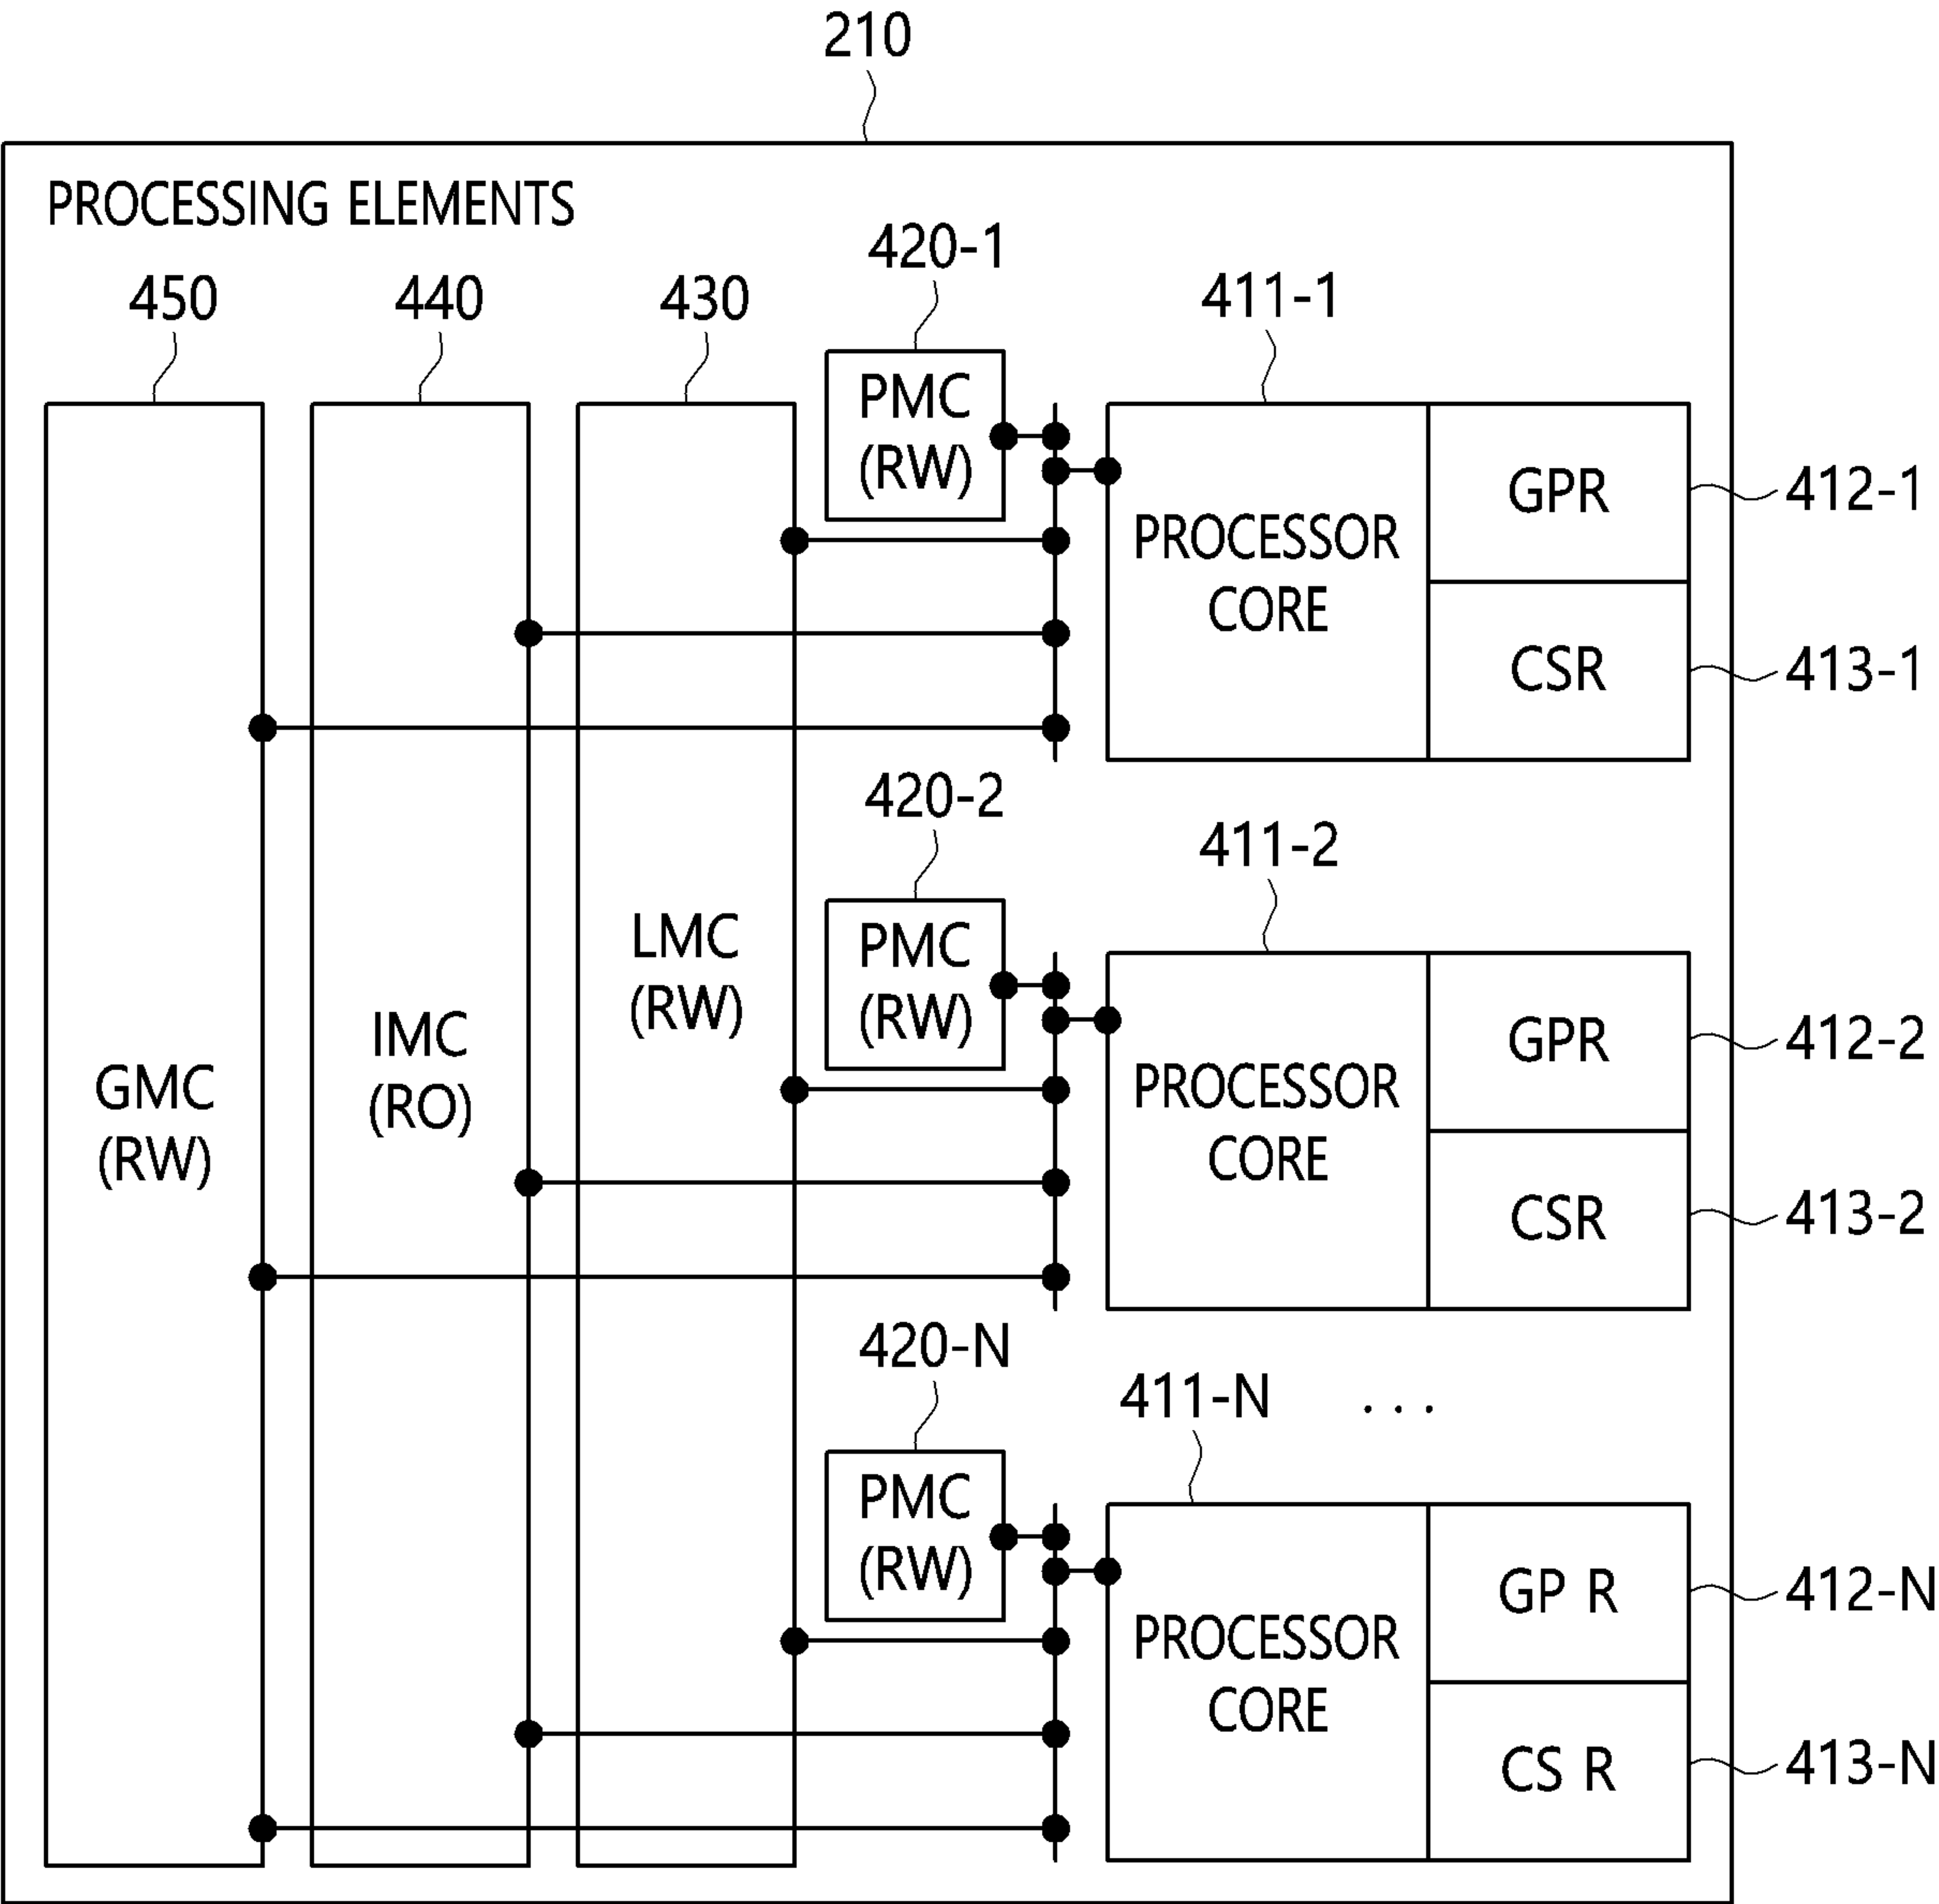 210
PROCESSING ELEMENTS
450
440
430
420-1
411-1
PMC
(RW)
PROCESSOR
CORE
GPR
412-1
CSR
413-1
420-2
411-2
GMC
(RW)
IMC
(RO)
LMC
(RW)
PMC
(RW)
PROCESSOR
CORE
GPR
412-2
CSR
413-2
420-N
411-N
...
PMC
(RW)
PROCESSOR
CORE
GP R
412-N
CS R
413-N